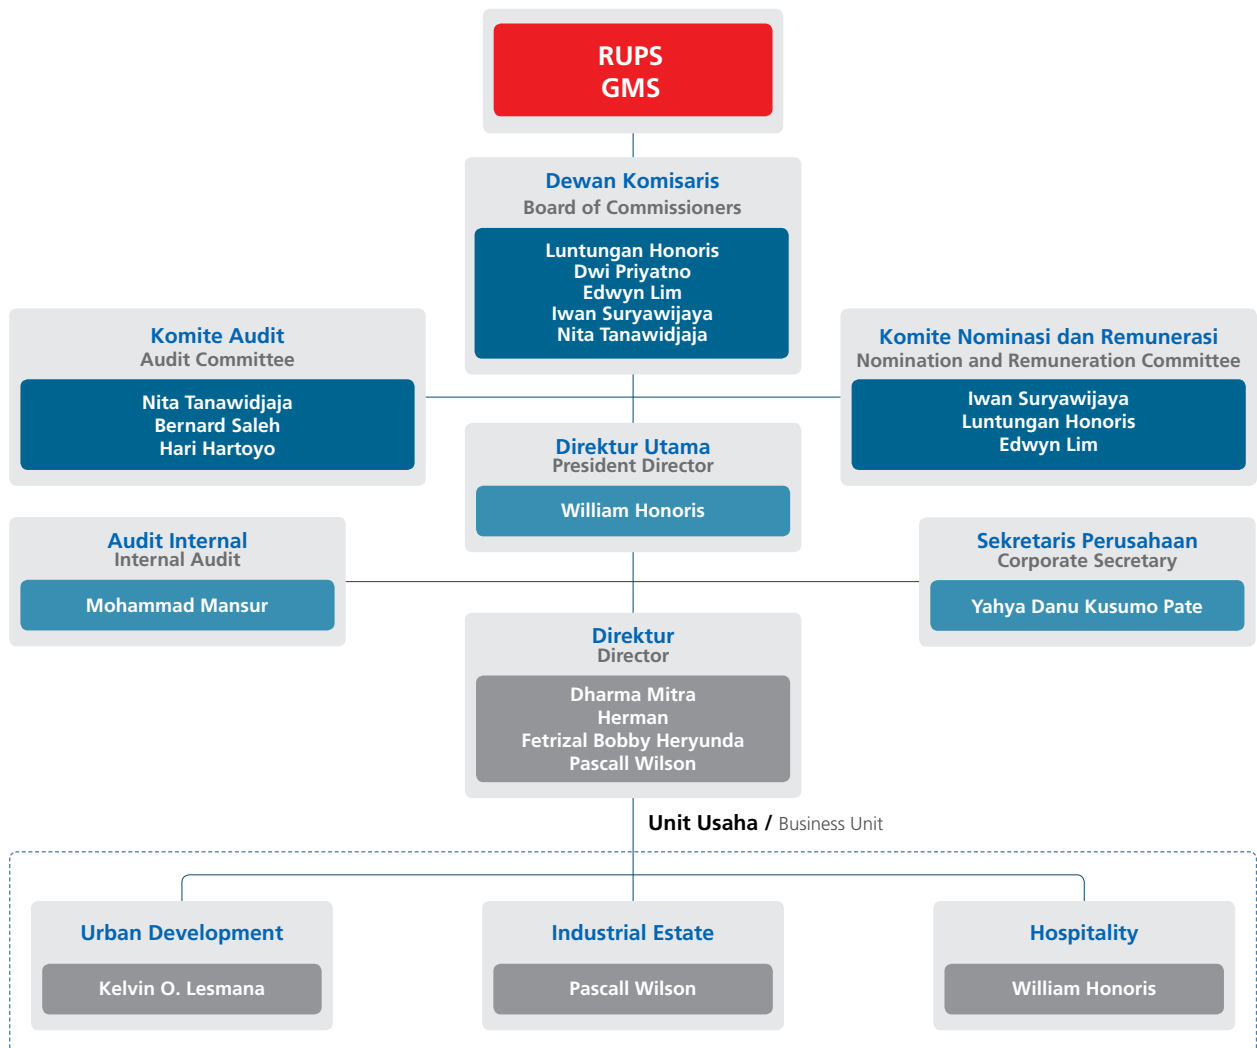 RUPS
GMS
Dewan Komisaris
Board of Commissioners
Luntungan Honoris
Dwi Priyatno
Edwyn Lim
Iwan Suryawijaya
Nita Tanawidjaja
Komite Audit
Audit Committee
Nita Tanawidjaja
Bernard Saleh
Hari Hartoyo
Komite Nominasi dan Remunerasi
Nomination and Remuneration Committee
Iwan Suryawijaya
Luntungan Honoris
Edwyn Lim
Direktur Utama
President Director
William Honoris
Audit Internal
Internal Audit
Mohammad Mansur
Sekretaris Perusahaan
Corporate Secretary
Yahya Danu Kusumo Pate
Direktur
Director
Dharma Mitra
Herman
Fetrizal Bobby Heryunda
Pascall Wilson
Unit Usaha / Business Unit
Urban Development
Kelvin O. Lesmana
Industrial Estate
Pascall Wilson
Hospitality
William Honoris